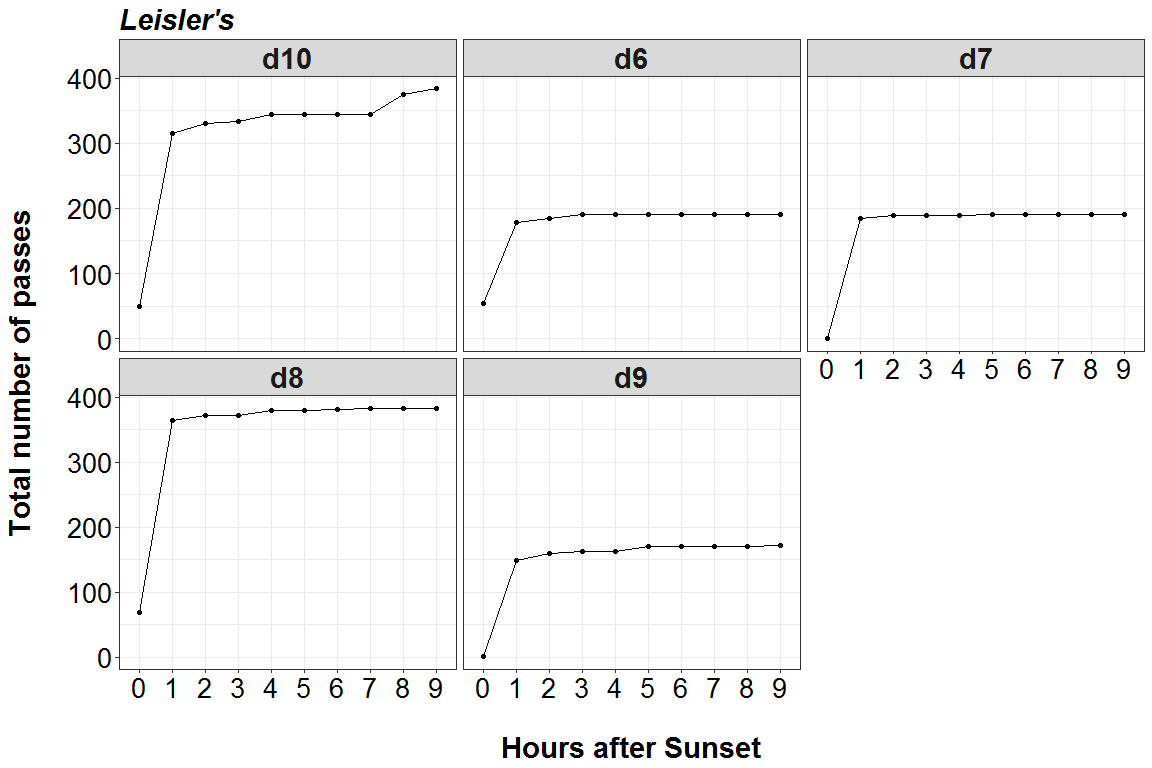 Leisler's
d10 d6 d7
400
300
200
100
0
0 1 2 3 4 5 6 7 8 9
d8 d9
400
300
200
100
0
0 1 2 3 4 5 6 7 8 9 0 1 2 3 4 5 6 7 8 9
Total number of passes
Hours after Sunset